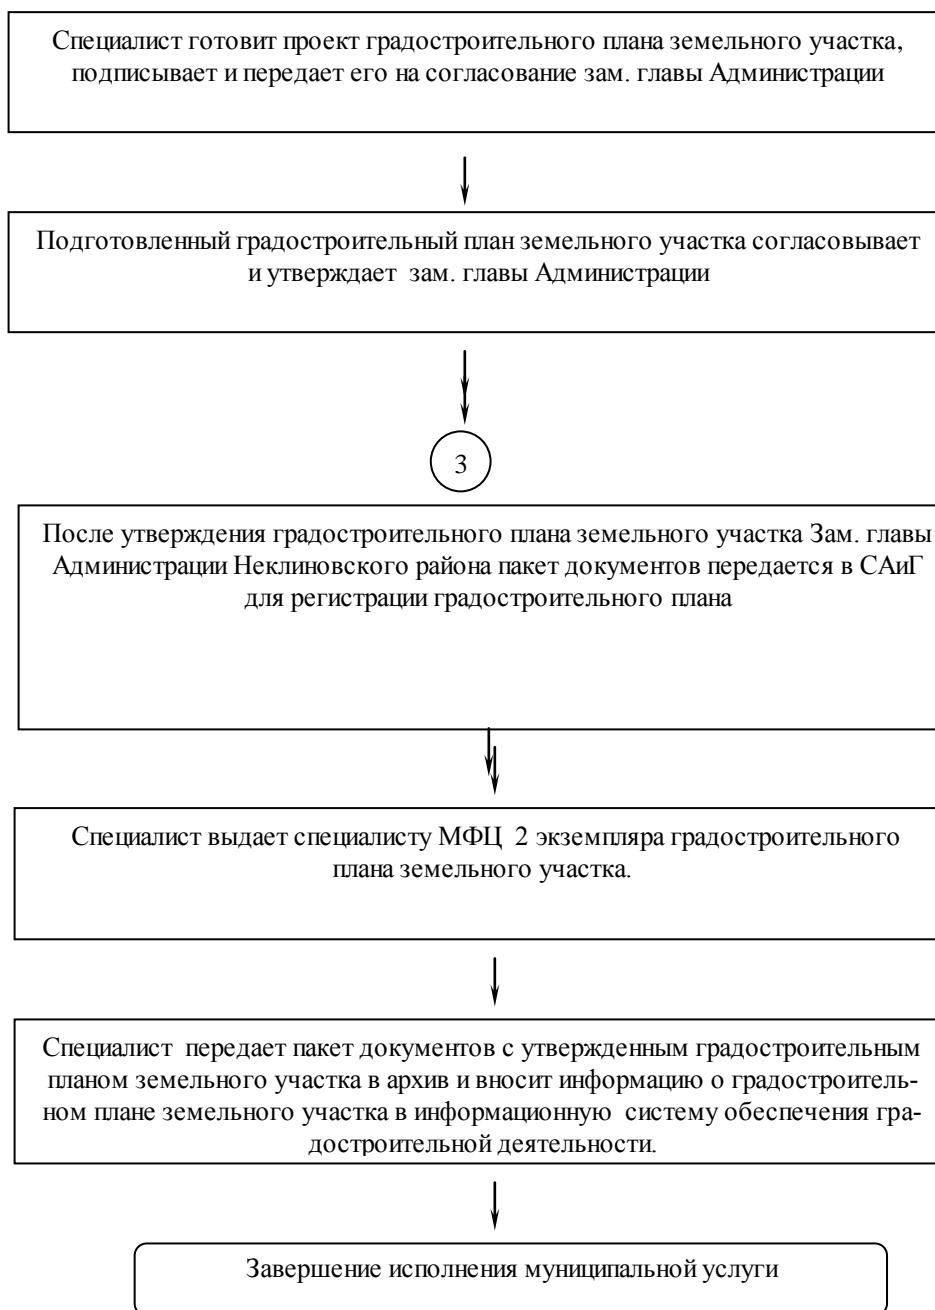 Специалист готовит проект градостроительного плана земельного участка,
подписывает и передает его на согласование зам. главы Администрации
Подготовленный градостроительный план земельного участка согласовывает
и утверждает зам. главы Администрации
3
После утверждения градостроительного плана земельного участка Зам. главы
Администрации Неклиновского района пакет документов передается в САиГ
для регистрации градостроительного плана
Специалист выдает специалисту МФЦ 2 экземпляра градостроительного
плана земельного участка.
Специалист передает пакет документов с утвержденным градостроительным
планом земельного участка в архив и вносит информацию о градостроитель-
ном плане земельного участка в информационную систему обеспечения гра-
достроительной деятельности.
Завершение исполнения муниципальной услуги